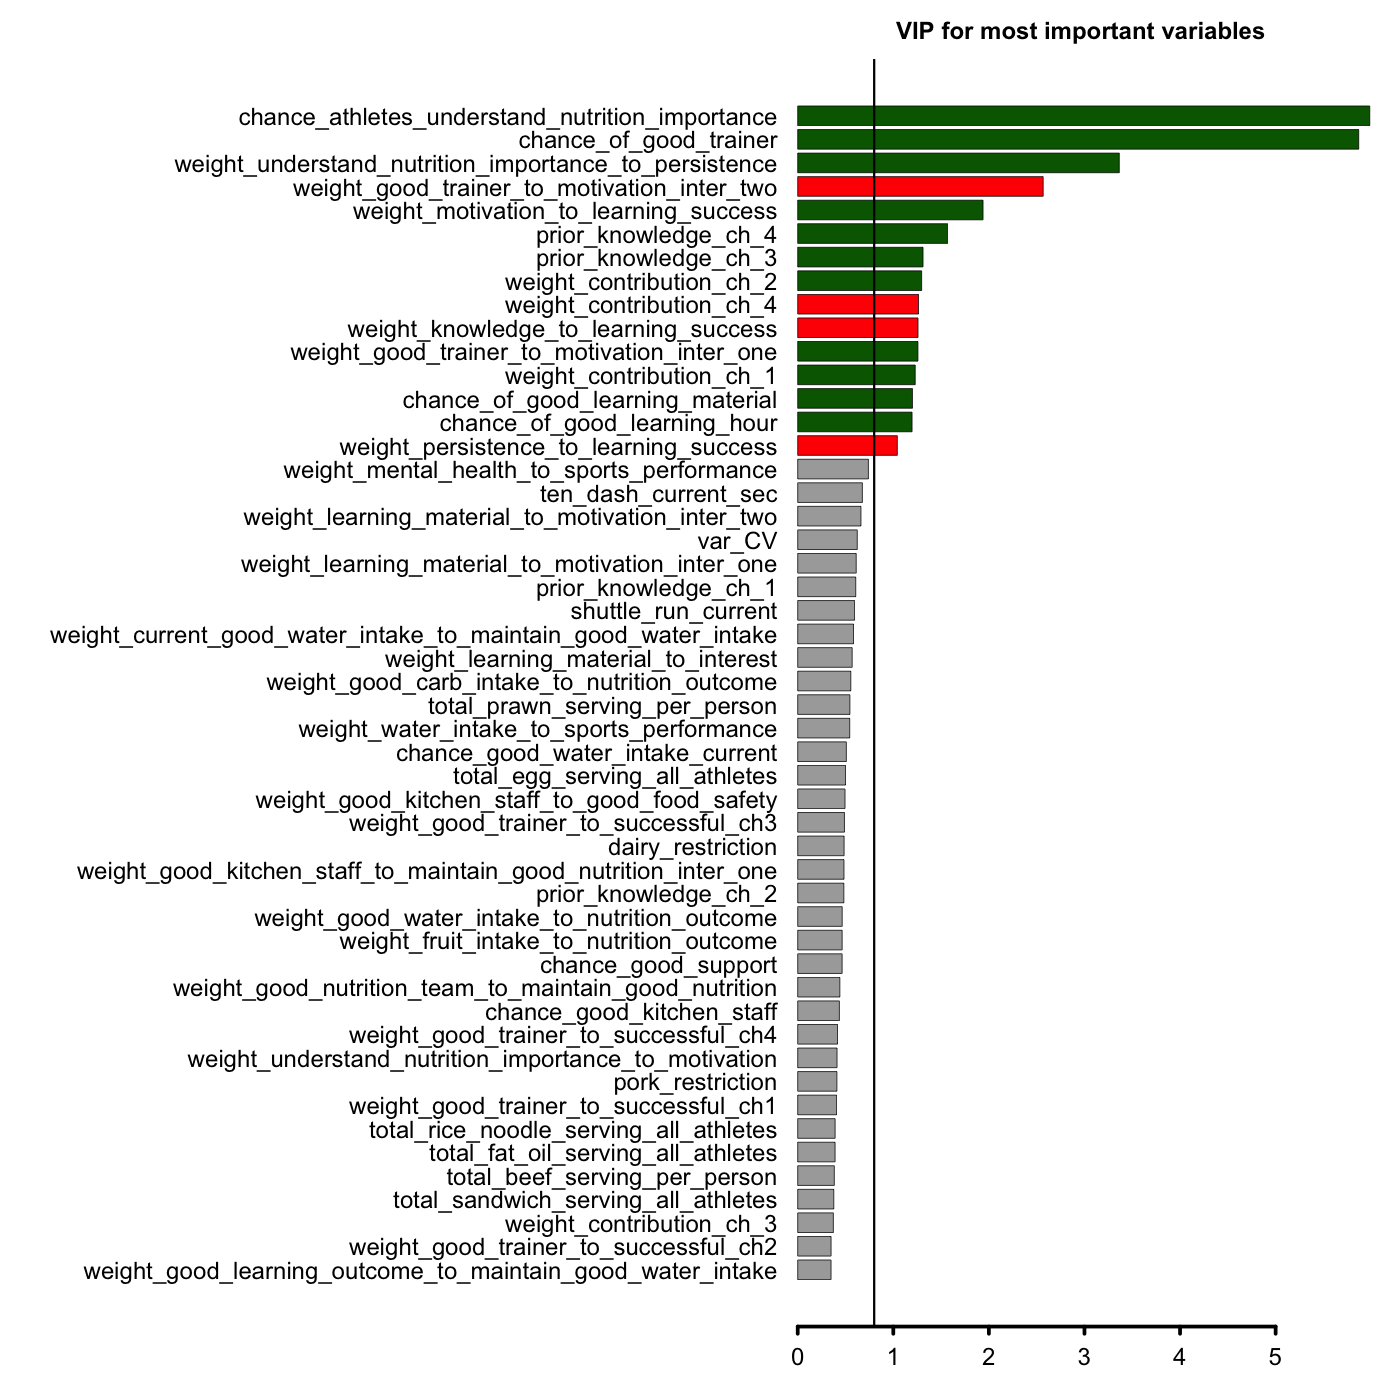 VIP for most important variables
chance_athletes_understand_nutrition_importance
chance_of_good_trainer
weight_understand_nutrition_importance_to_persistence
weight_good_trainer_to_motivation_inter_two
weight_motivation_to_learning_success
prior_knowledge_ch_4
prior_knowledge_ch_3
weight_contribution_ch_2
weight_contribution_ch_4
weight_knowledge_to_learning_success
weight_good_trainer_to_motivation_inter_one
weight_contribution_ch_1
chance_of_good_learning_material
chance_of_good_learning_hour
weight_persistence_to_learning_success
weight_mental_health_to_sports_performance
ten_dash_current_sec
weight_learning_material_to_motivation_inter_two
var_CV
weight_learning_material_to_motivation_inter_one
prior_knowledge_ch_1
shuttle_run_current
weight_current_good_water_intake_to_maintain_good_water_intake
weight_learning_material_to_interest
weight_good_carb_intake_to_nutrition_outcome
total_prawn_serving_per_person
weight_water_intake_to_sports_performance
chance_good_water_intake_current
total_egg_serving_all_athletes
weight_good_kitchen_staff_to_good_food_safety
weight_good_trainer_to_successful_ch3
dairy_restriction
weight_good_kitchen_staff_to_maintain_good_nutrition_inter_one
prior_knowledge_ch_2
weight_good_water_intake_to_nutrition_outcome
weight_fruit_intake_to_nutrition_outcome
chance_good_support
weight_good_nutrition_team_to_maintain_good_nutrition
chance_good_kitchen_staff
weight_good_trainer_to_successful_ch4
weight_understand_nutrition_importance_to_motivation
pork_restriction
weight_good_trainer_to_successful_ch1
total_rice_noodle_serving_all_athletes
total_fat_oil_serving_all_athletes
total_beef_serving_per_person
total_sandwich_serving_all_athletes
weight_contribution_ch_3
weight_good_trainer_to_successful_ch2
weight_good_learning_outcome_to_maintain_good_water_intake
0 1 2 3 4 5